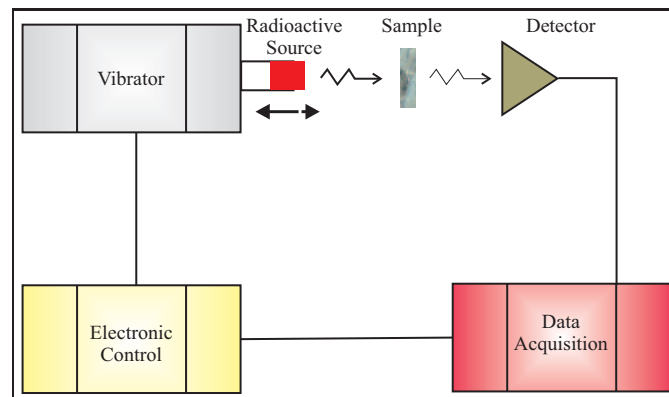 Radioactive
Source
Sample
Detector
Vibrator
Electronic
Control
Data
Acquisition